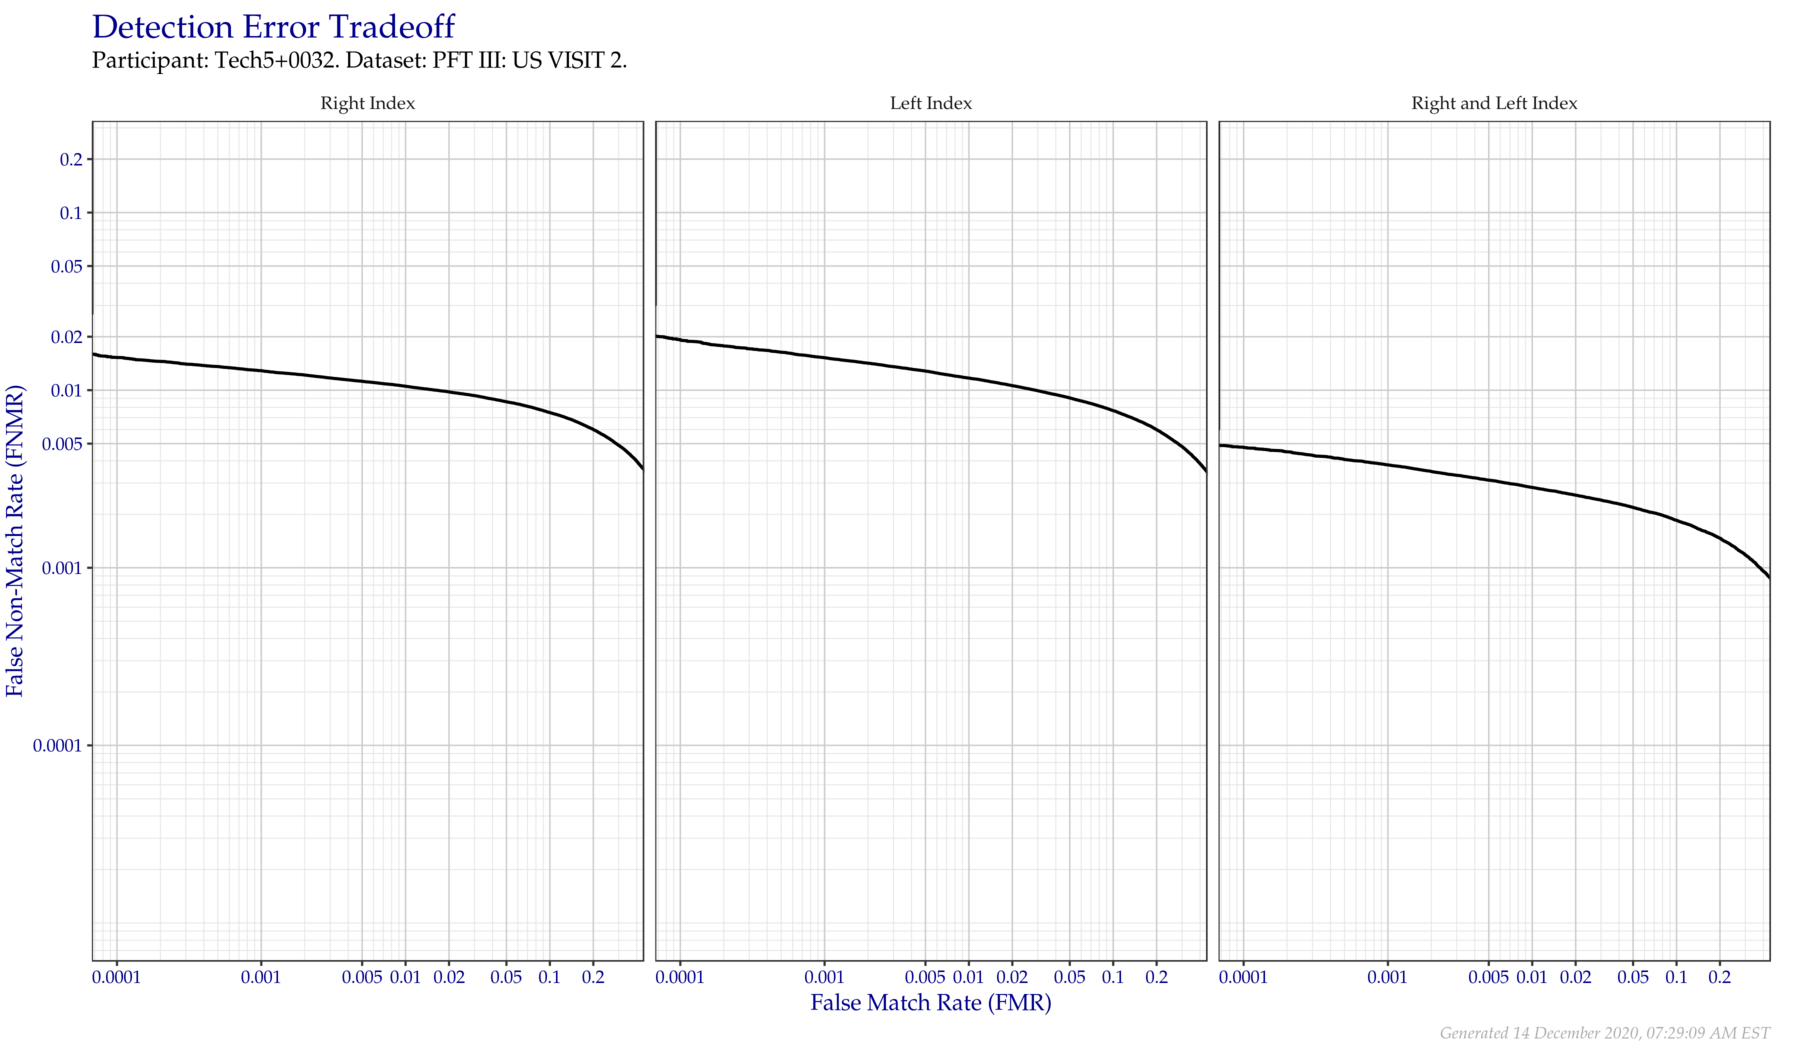 Detection Error Tradeoff
Participant: Tech5+0032. Dataset: PFT III: US VISIT 2.
Right Index
Left Index
Right and Left Index
False Non-Match Rate (FNMR)
0.2
0.1
0.05
0.02
0.01
0.005
0.001
0.0001
0.0001 0.001 0.005 0.01 0.02 0.05 0.1 0.2
0.0001 0.001 0.005 0.01 0.02 0.05 0.1 0.2
0.0001 0.001 0.005 0.01 0.02 0.05 0.1 0.2
False Match Rate (FMR)
Generated 14 December 2020, 07:29:09 AM EST